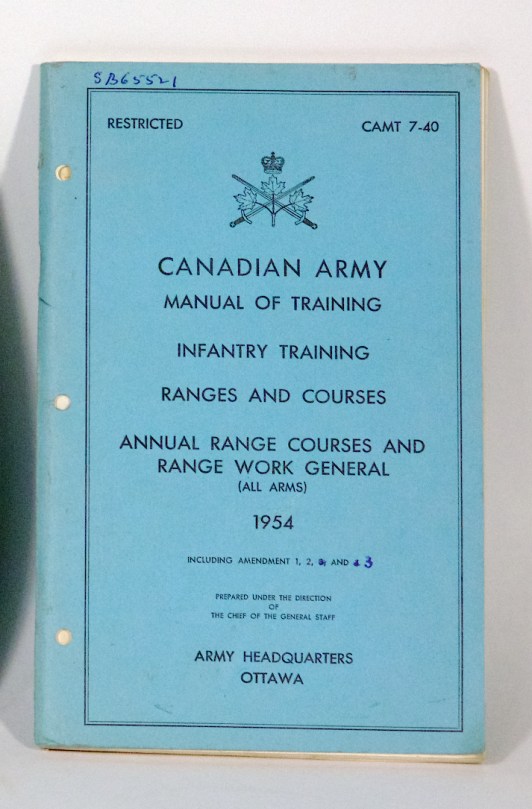 SB65521
RESTRICTED CAMT 7-40
CANADIAN ARMY
MANUAL OF TRAINING
INFANTRY TRAINING
RANGES AND COURSES
ANNUAL RANGE COURSES AND
RANGE WORK GENERAL
(ALL ARMS)
1954
INCLUDING AMENDMENT 1, 2, AND 3
PREPARED UNDER THE DIRECTION
OF
THE CHIEF OF THE GENERAL STAFF
ARMY HEADQUARTERS
OTTAWA